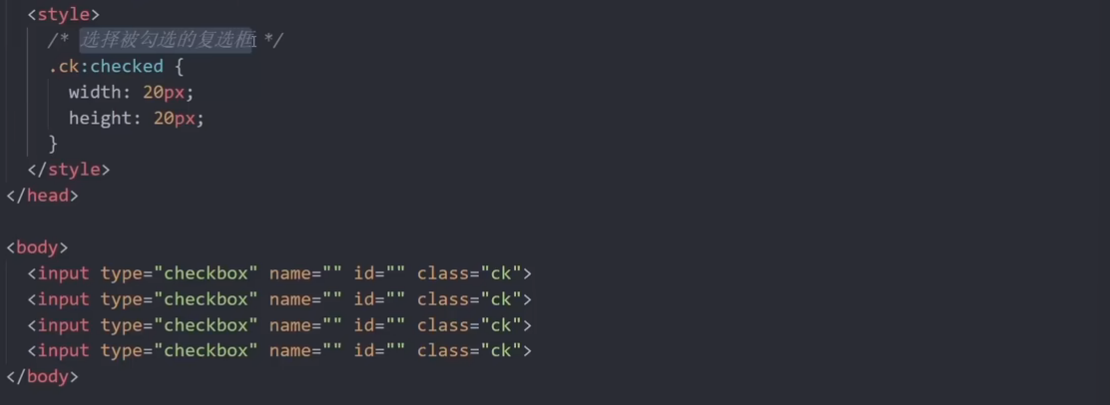 <style>
/* 选择被勾选的复选框 */
.ck:checked {
width: 20px;
height: 20px;
}
</style>
</head>
<body>
<input type="checkbox" name="" id="" class="ck">
<input type="checkbox" name="" id="" class="ck">
<input type="checkbox" name="" id="" class="ck">
<input type="checkbox" name="" id="" class="ck">
</body>